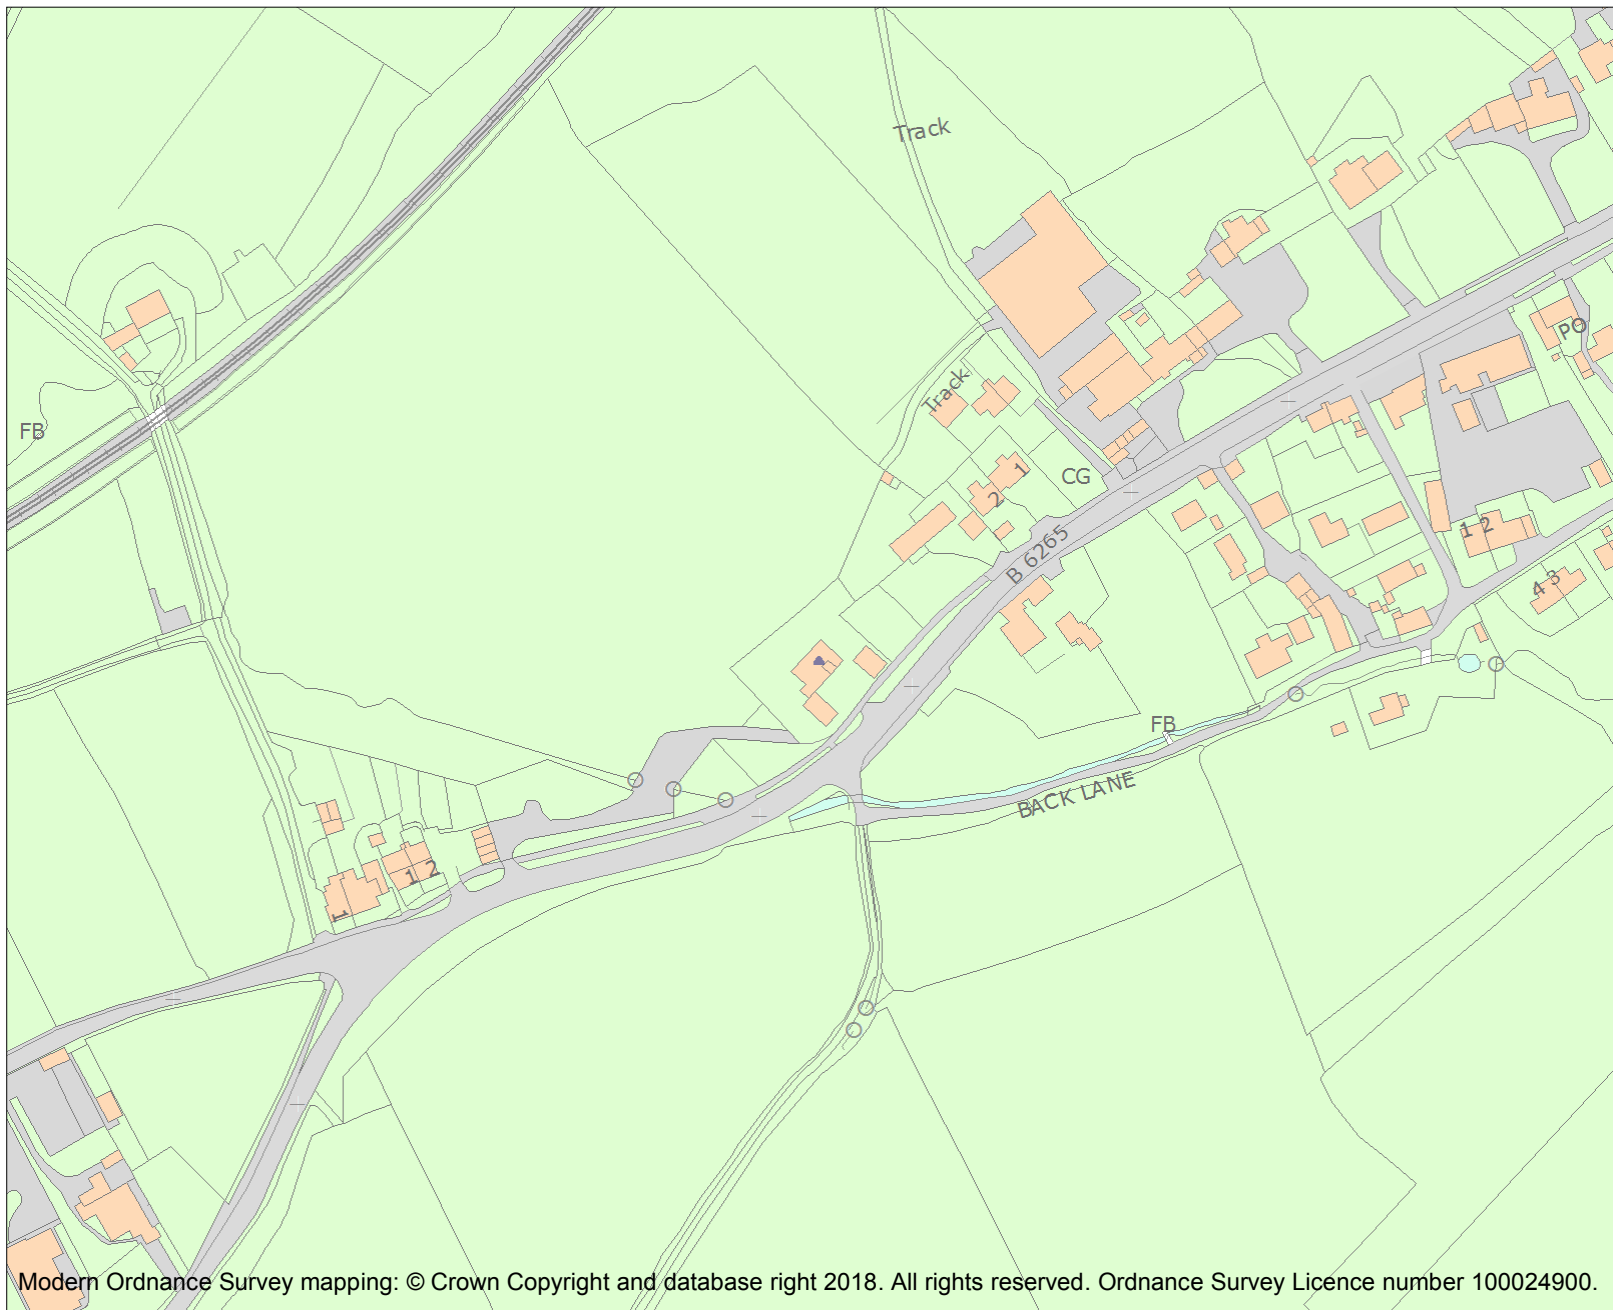 Track
PO
Track
FB
CG
1
2
B 6265
1 2
4 3
FB
BACK LANE
1 2
1
Modern Ordnance Survey mapping: © Crown Copyright and database right 2018. All rights reserved. Ordnance Survey Licence number 100024900.